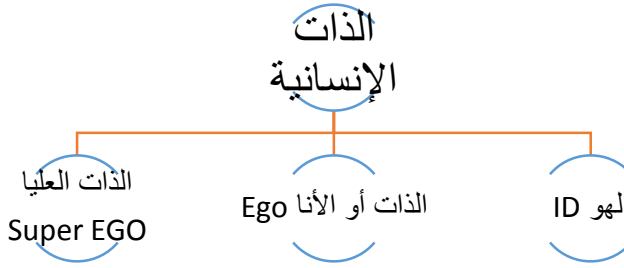 الذات
الإنسانية
لهو ID
الذات أو الأنا Ego
الذات العليا
Super EGO